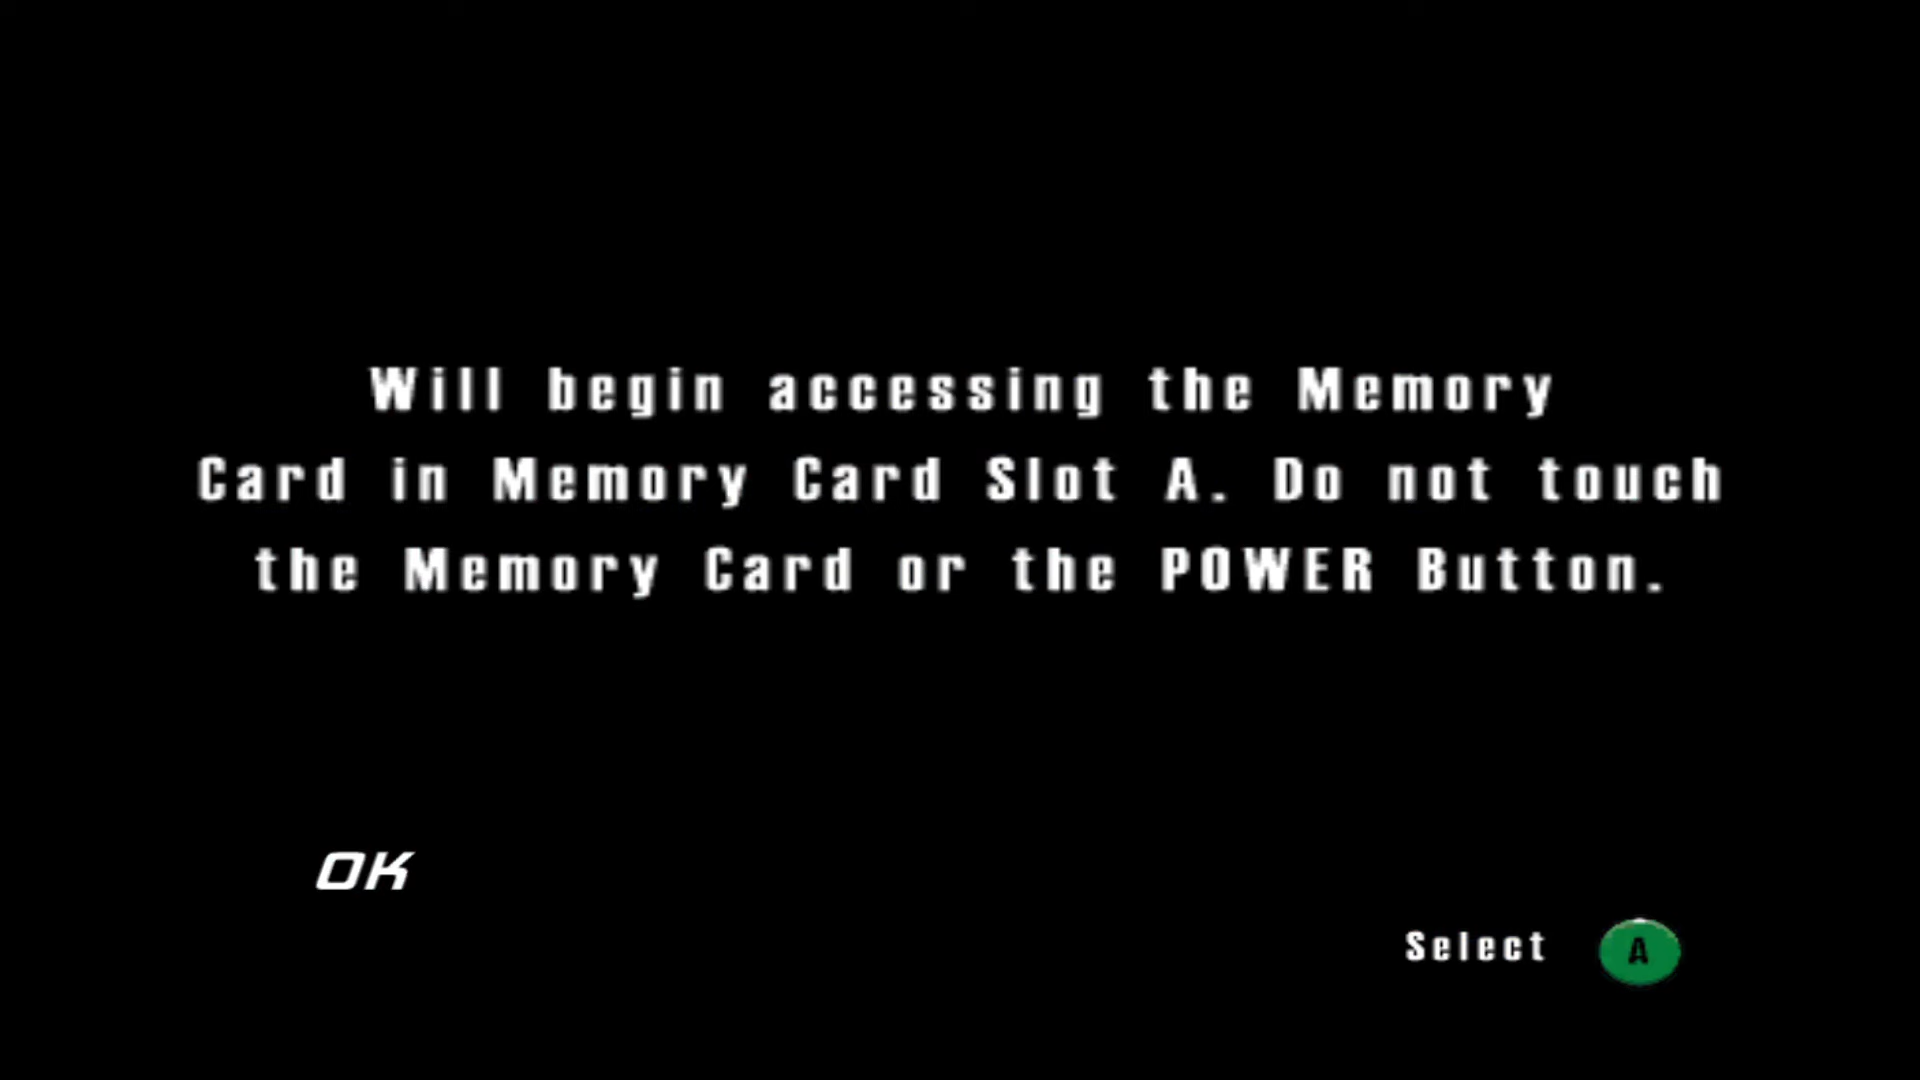 Will begin accessing the Memory
Card in Memory Card Slot A. Do not touch
the Memory Card or the POWER Button.
OK
Select A